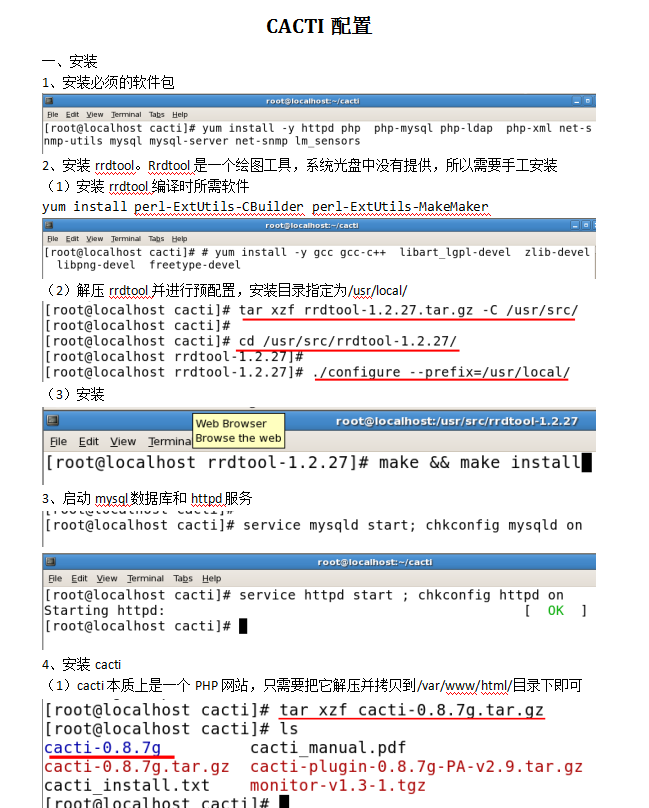 CACTI 配置
一、安装
1、安装必须的软件包
root@localhost:~/cacti
File Edit View Terminal Tabs Help
[root@localhost cacti]# yum install -y httpd php  php-mysql php-ldap  php-xml net-s
nmp-utils mysql mysql-server net-snmp lm_sensors
2、安装 rrdtool。Rrdtool 是一个绘图工具，系统光盘中没有提供，所以需要手工安装
（1）安装 rrdtool 编译时所需软件
yum install perl-ExtUtils-CBuilder perl-ExtUtils-MakeMaker
root@localhost:~/cacti
File Edit View Terminal Tabs Help
[root@localhost cacti]# # yum install -y gcc gcc-c++  libart_lgpl-devel  zlib-devel
libpng-devel  freetype-devel
（2）解压 rrdtool 并进行预配置，安装目录指定为/usr/local/
[root@localhost cacti]# tar xzf rrdtool-1.2.27.tar.gz -C /usr/src/
[root@localhost cacti]#
[root@localhost cacti]# cd /usr/src/rrdtool-1.2.27/
[root@localhost rrdtool-1.2.27]#
[root@localhost rrdtool-1.2.27]# ./configure --prefix=/usr/local/
（3）安装
Web Browser
Browse the web
root@localhost:/usr/src/rrdtool-1.2.27
File Edit View Termina
[root@localhost rrdtool-1.2.27]# make && make install
3、启动 mysql 数据库和 httpd 服务
[root@localhost cacti]#
[root@localhost cacti]# service mysqld start; chkconfig mysqld on
root@localhost:~/cacti
File Edit View Terminal Tabs Help
[root@localhost cacti]# service httpd start ; chkconfig httpd on
Starting httpd: [  OK  ]
[root@localhost cacti]#
4、安装 cacti
（1）cacti 本质上是一个 PHP 网站，只需要把它解压并拷贝到/var/www/html/目录下即可
[root@localhost cacti]# tar xzf cacti-0.8.7g.tar.gz
[root@localhost cacti]# ls
cacti-0.8.7g cacti_manual.pdf
cacti-0.8.7g.tar.gz cacti-plugin-0.8.7g-PA-v2.9.tar.gz
cacti_install.txt monitor-v1.3-1.tgz
[root@localhost cacti]#